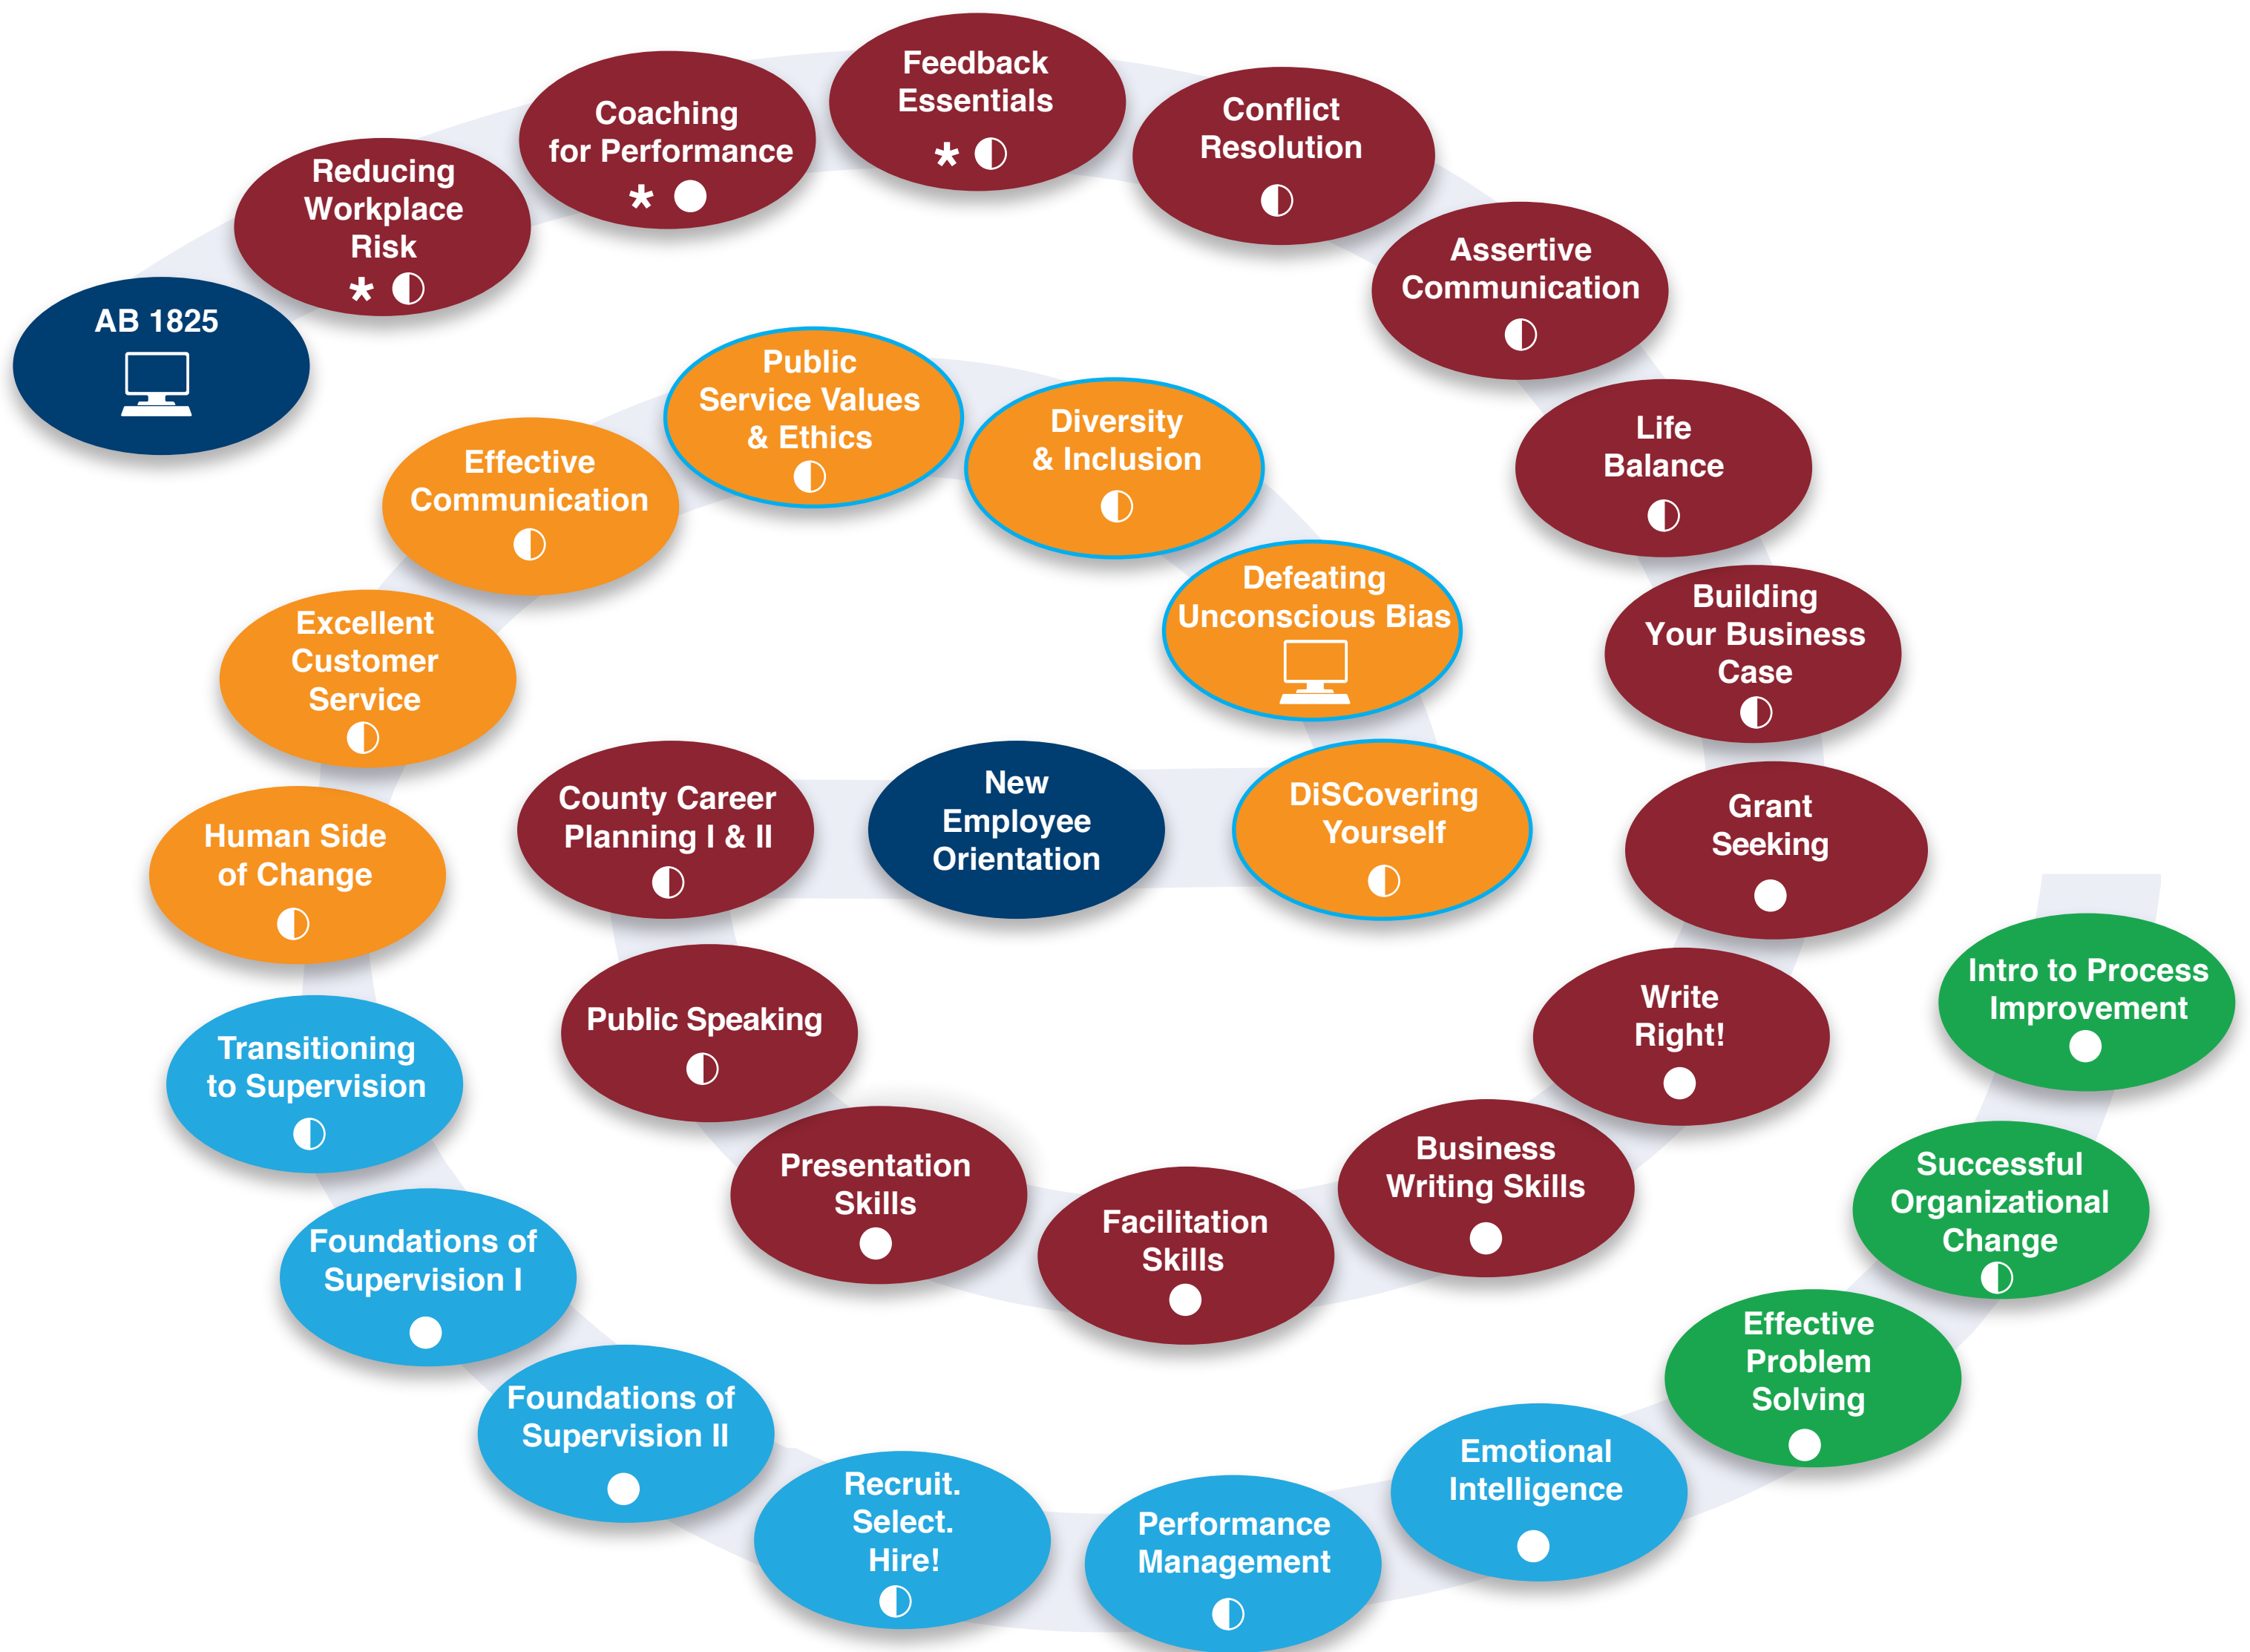 Feedback
Essentials
*
Coaching
for Performance
*
Conflict
Resolution
Reducing
Workplace
Risk
*
Assertive
Communication
AB 1825
Public
Service Values
& Ethics
Diversity
& Inclusion
Life
Balance
Effective
Communication
Defeating
Unconscious Bias
Building
Your Business
Case
Excellent
Customer
Service
County Career
Planning I & II
New
Employee
Orientation
DiSCovering
Yourself
Grant
Seeking
Human Side
of Change
Intro to Process
Improvement
Public Speaking
Write
Right!
Transitioning
to Supervision
Presentation
Skills
Facilitation
Skills
Business
Writing Skills
Successful
Organizational
Change
Foundations of
Supervision I
Effective
Problem
Solving
Foundations of
Supervision II
Recruit.
Select.
Hire!
Performance
Management
Emotional
Intelligence